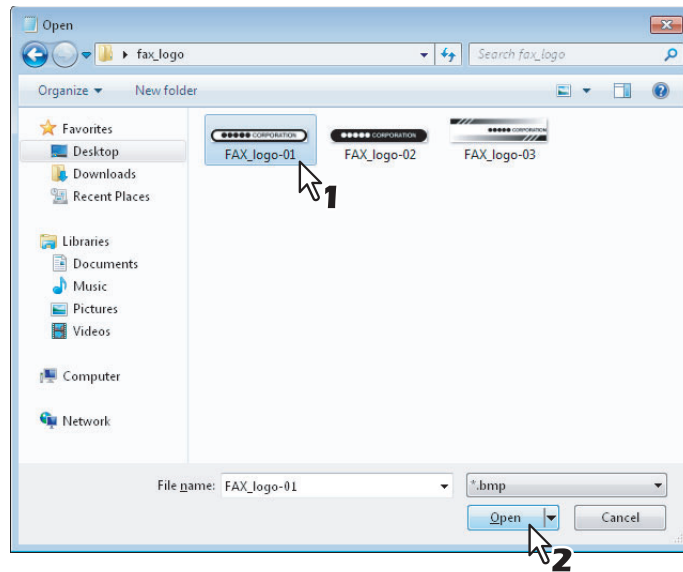 Open
fax_logo
Search fax_logo
Organize
New folder
Favorites
Desktop
Downloads
Recent Places
Libraries
Documents
Music
Pictures
Videos
Computer
Network
CORPORATION
CORPORATION
CORPORATION
FAX_logo-01
FAX_logo-02
FAX_logo-03
1
File name:
FAX_logo-01
*.bmp
Open
Cancel
2